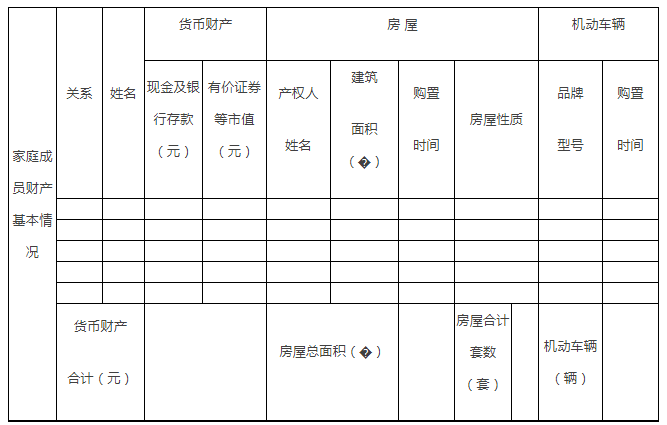 货币财产
房 屋
机动车辆
家庭成
员财产
基本情
况
关系
姓名
现金及银
行存款
（元）
有价证券
等市值
（元）
产权人
姓名
建筑
面积
（�）
购置
时间
房屋性质
品牌
型号
购置
时间
货币财产
合计（元）
房屋总面积（�）
房屋合计
套数
（套）
机动车辆
（辆）